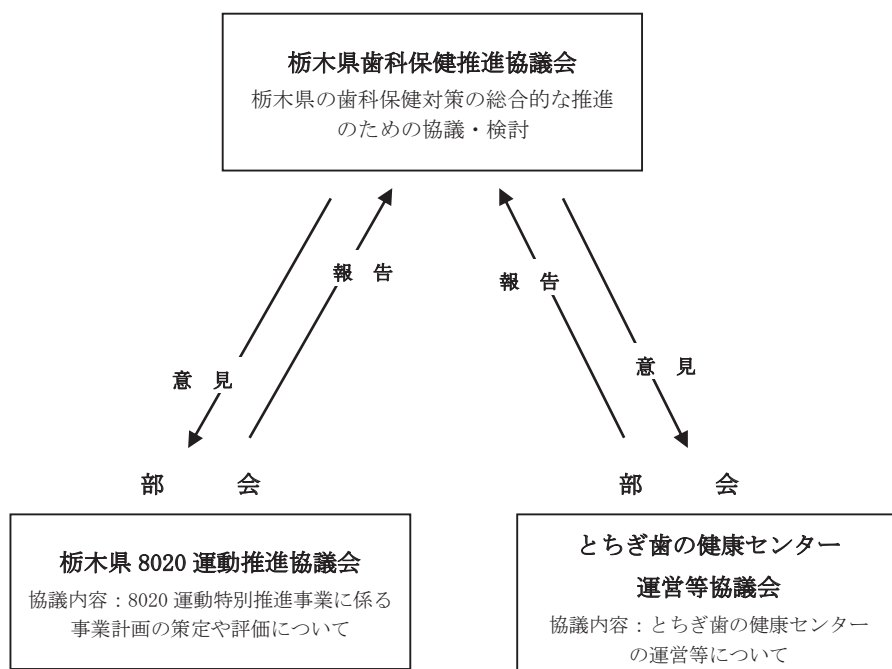 栃木県歯科保健推進協議会
栃木県の歯科保健対策の総合的な推進
のための協議・検討
報　告
報　告
意　見
意　見
部　　会
部　　会
栃木県 8020 運動推進協議会
協議内容：8020 運動特別推進事業に係る
事業計画の策定や評価について
とちぎ歯の健康センター
運営等協議会
協議内容：とちぎ歯の健康センター
の運営等について